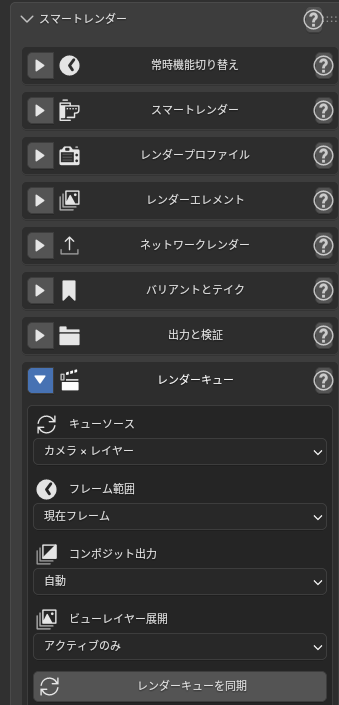 スマートレンダー
常時機能切り替え
スマートレンダー
レンダープロファイル
レンダーエレメント
ネットワークレンダー
バリアントとテイク
出力と検証
レンダーキュー
キューソース
カメラ × レイヤー
フレーム範囲
現在フレーム
コンポジット出力
自動
ビューレイヤー展開
アクティブのみ
レンダーキューを同期